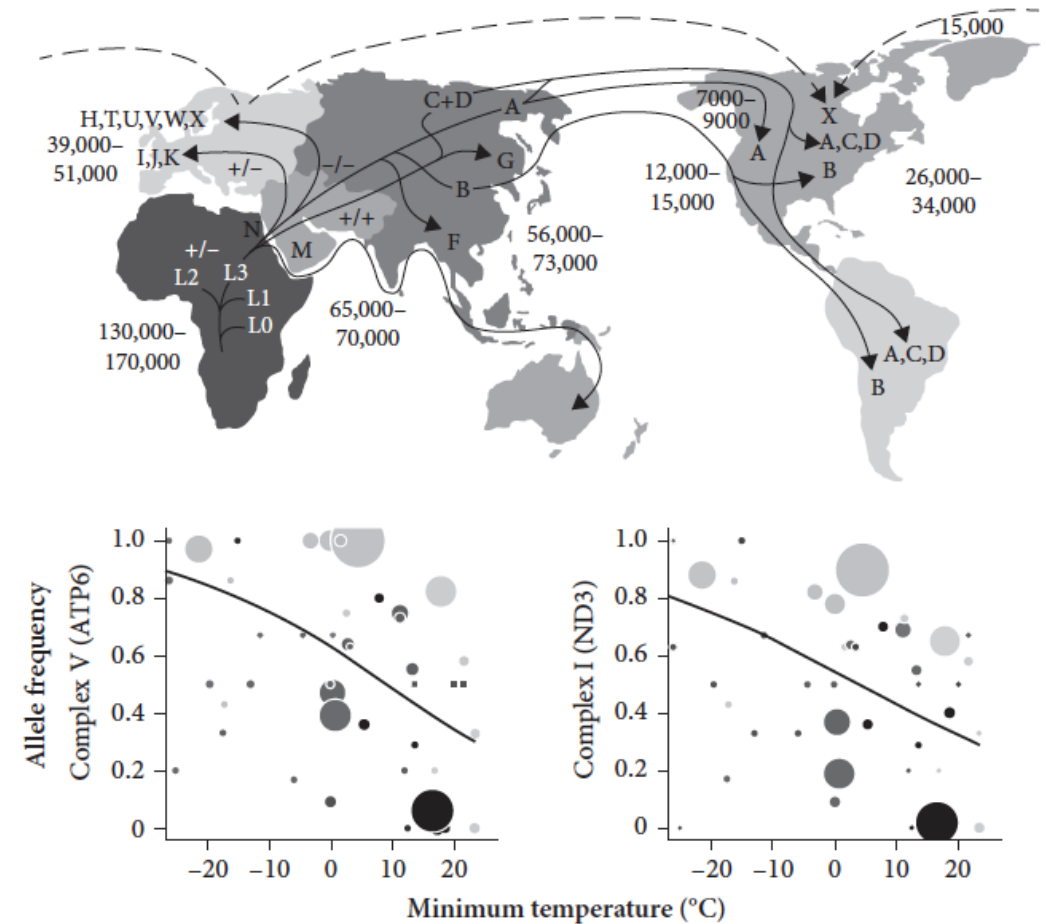 15,000
C+D
A
7000–
9000
X
H,T,U,V,W,X
39,000–
51,000
I,J,K
+/–
–/–
G
A
A,C,D
B
B
12,000–
15,000
26,000–
34,000
N
M
+/+
F
56,000–
73,000
+/–
L2
L3
L1
L0
130,000–
170,000
65,000–
70,000
A,C,D
B
Allele frequency
Complex V (ATP6)
1.0
0.8
0.6
0.4
0.2
0
–20
–10
0
10
20
Complex I (ND3)
1.0
0.8
0.6
0.4
0.2
0
–20
–10
0
10
20
Minimum temperature (°C)